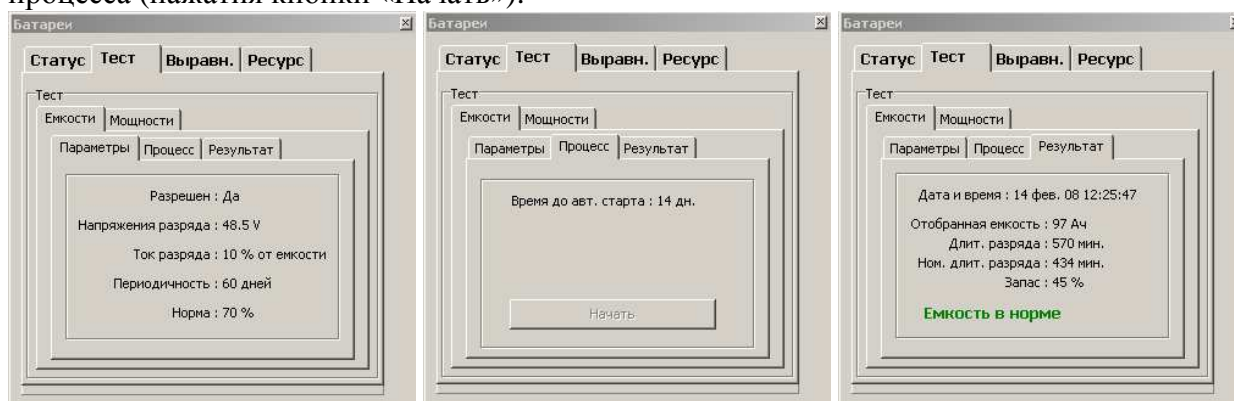 процесса (нажатия кнопки «Начать»).
Батареи
Статус Тест Выравн. Ресурс
Тест
Емкости Мощности
Параметры Процесс Результат
Разрешен : Да
Напряжения разряда : 48.5 V
Ток разряда : 10 % от емкости
Периодичность : 60 дней
Норма : 70 %
Батареи
Статус Тест Выравн. Ресурс
Тест
Емкости Мощности
Параметры Процесс Результат
Время до авт. старта : 14 дн.
Начать
Батареи
Статус Тест Выравн. Ресурс
Тест
Емкости Мощности
Параметры Процесс Результат
Дата и время : 14 фев. 08 12:25:47
Отобранная емкость : 97 Ач
Длит. разряда : 570 мин.
Ном. длит. разряда : 434 мин.
Запас : 45 %
Емкость в норме